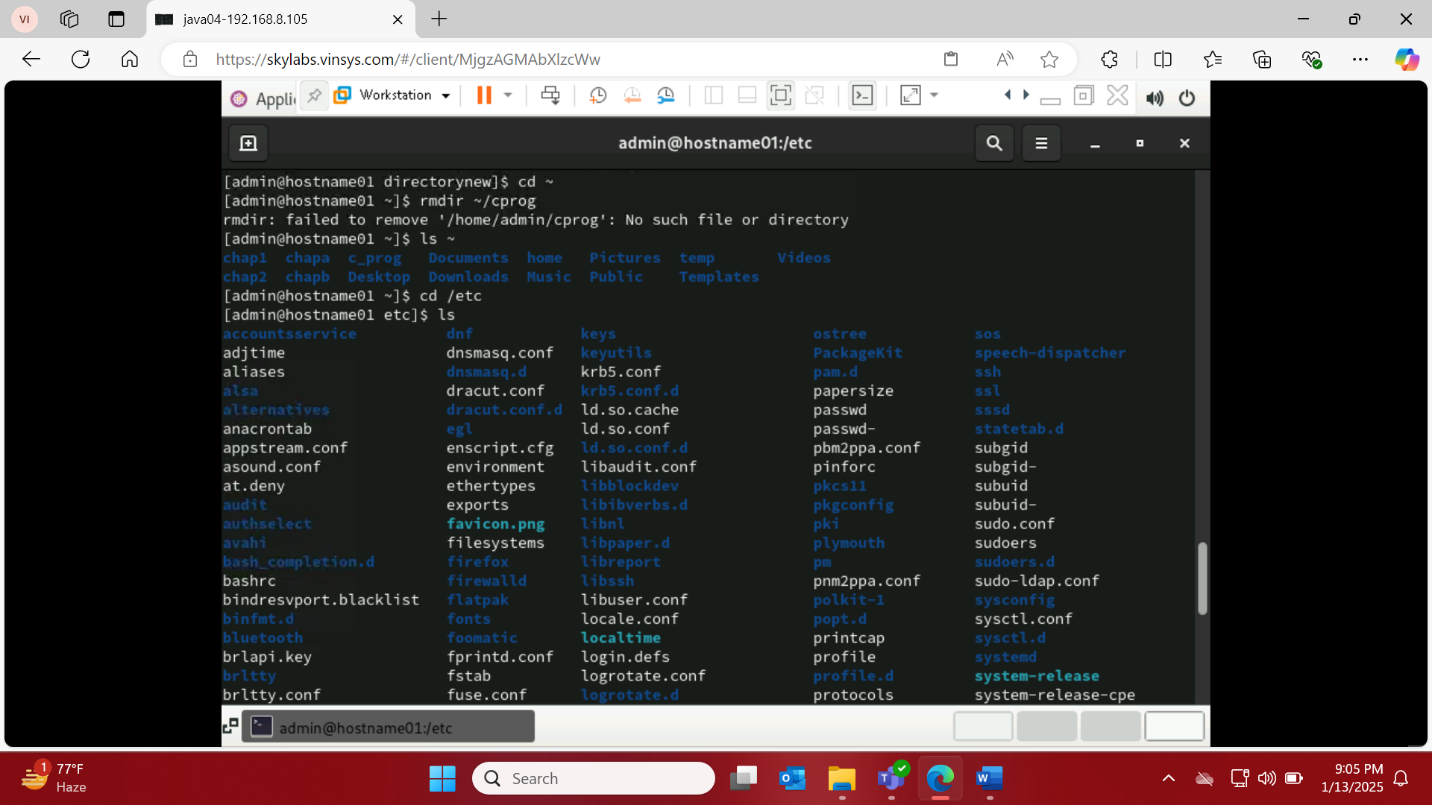 VI
java04-192.168.8.105
https://skylabs.vinsys.com/#/client/MjgzAGMAbXlzcWw
Applic
Workstation
admin@hostname01:/etc
[admin@hostname01 directorynew]$ cd ~
[admin@hostname01 ~]$ rmdir ~/cprog
rmdir: failed to remove '/home/admin/cprog': No such file or directory
[admin@hostname01 ~]$ ls ~
chap1 chapa c_prog Documents home Pictures temp Videos
chap2 chapb Desktop Downloads Music Public Templates
[admin@hostname01 ~]$ cd /etc
[admin@hostname01 etc]$ ls
accountsservice dnf keys ostree sos
adjtime dnsmasq.conf keyutils PackageKit speech-dispatcher
aliases dnsmasq.d krb5.conf pam.d ssh
alsa dracut.conf krb5.conf.d papersize ssl
alternatives dracut.conf.d ld.so.cache passwd sssd
anacrontab egl ld.so.conf passwd- statetab.d
appstream.conf enscript.cfg ld.so.conf.d pbm2ppa.conf subgid
asound.conf environment libaudit.conf pinforc subgid-
at.deny ethertypes libblockdev pkcs11 subuid
audit exports libibverbs.d pkgconfig subuid-
authselect favicon.png libnl pki sudo.conf
avahi filesystems libpaper.d plymouth sudoers
bash_completion.d firefox libreport pm sudoers.d
bashrc firewalld libssh pnm2ppa.conf sudo-ldap.conf
bindresvport.blacklist flatpak libuser.conf polkit-1 sysconfig
binfmt.d fonts locale.conf popt.d sysctl.conf
bluetooth foomatic localtime printcap sysctl.d
brlapi.key fprintd.conf login.defs profile systemd
brltty fstab logrotate.conf profile.d system-release
brltty.conf fuse.conf logrotate.d protocols system-release-cpe
admin@hostname01:/etc
1
77°F
Haze
Search
9:05 PM
1/13/2025